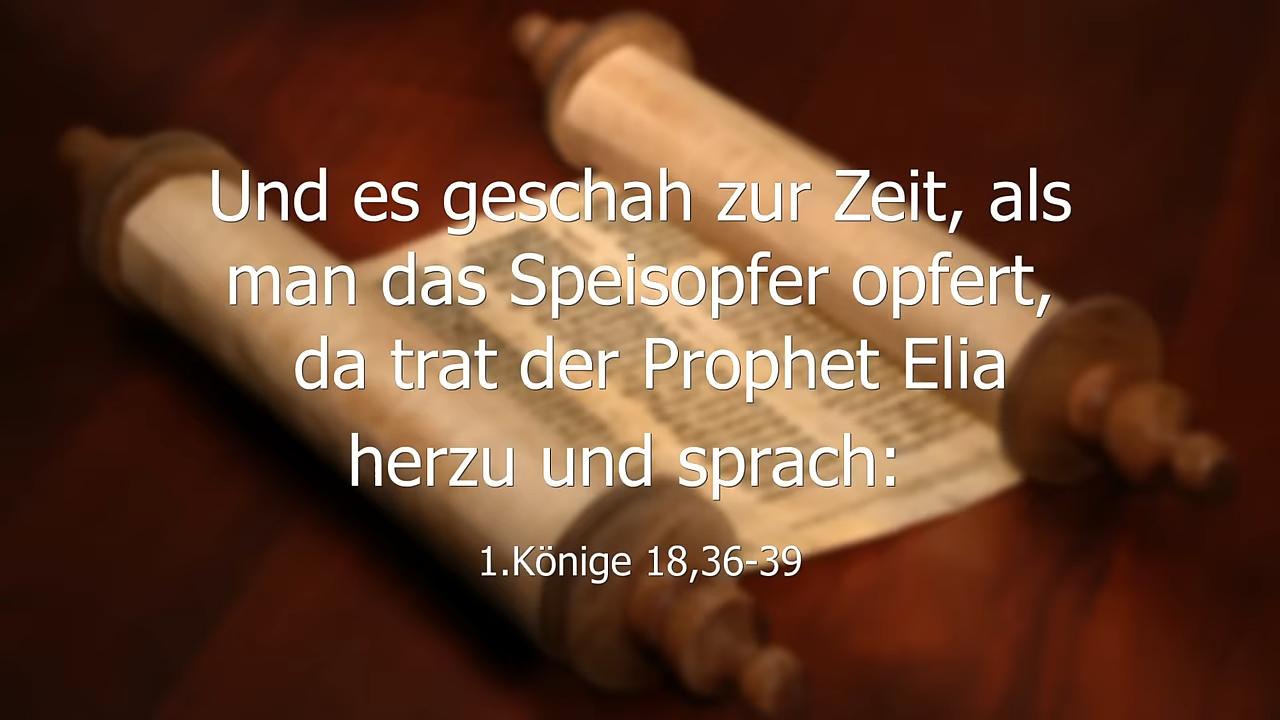 Und es geschah zur Zeit, als
man das Speisopfer opfert,
da trat der Prophet Elia
herzu und sprach:
1.Könige 18,36-39